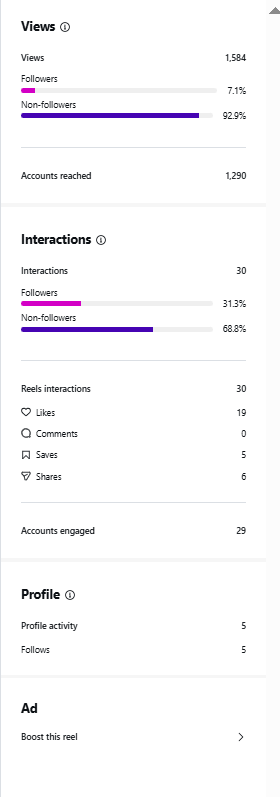 Views
Views 1,584
Followers
7.1%
Non-followers
92.9%
Accounts reached 1,290
Interactions
Interactions 30
Followers
31.3%
Non-followers
68.8%
Reels interactions 30
Likes 19
Comments 0
Saves 5
Shares 6
Accounts engaged 29
Profile
Profile activity 5
Follows 5
Ad
Boost this reel